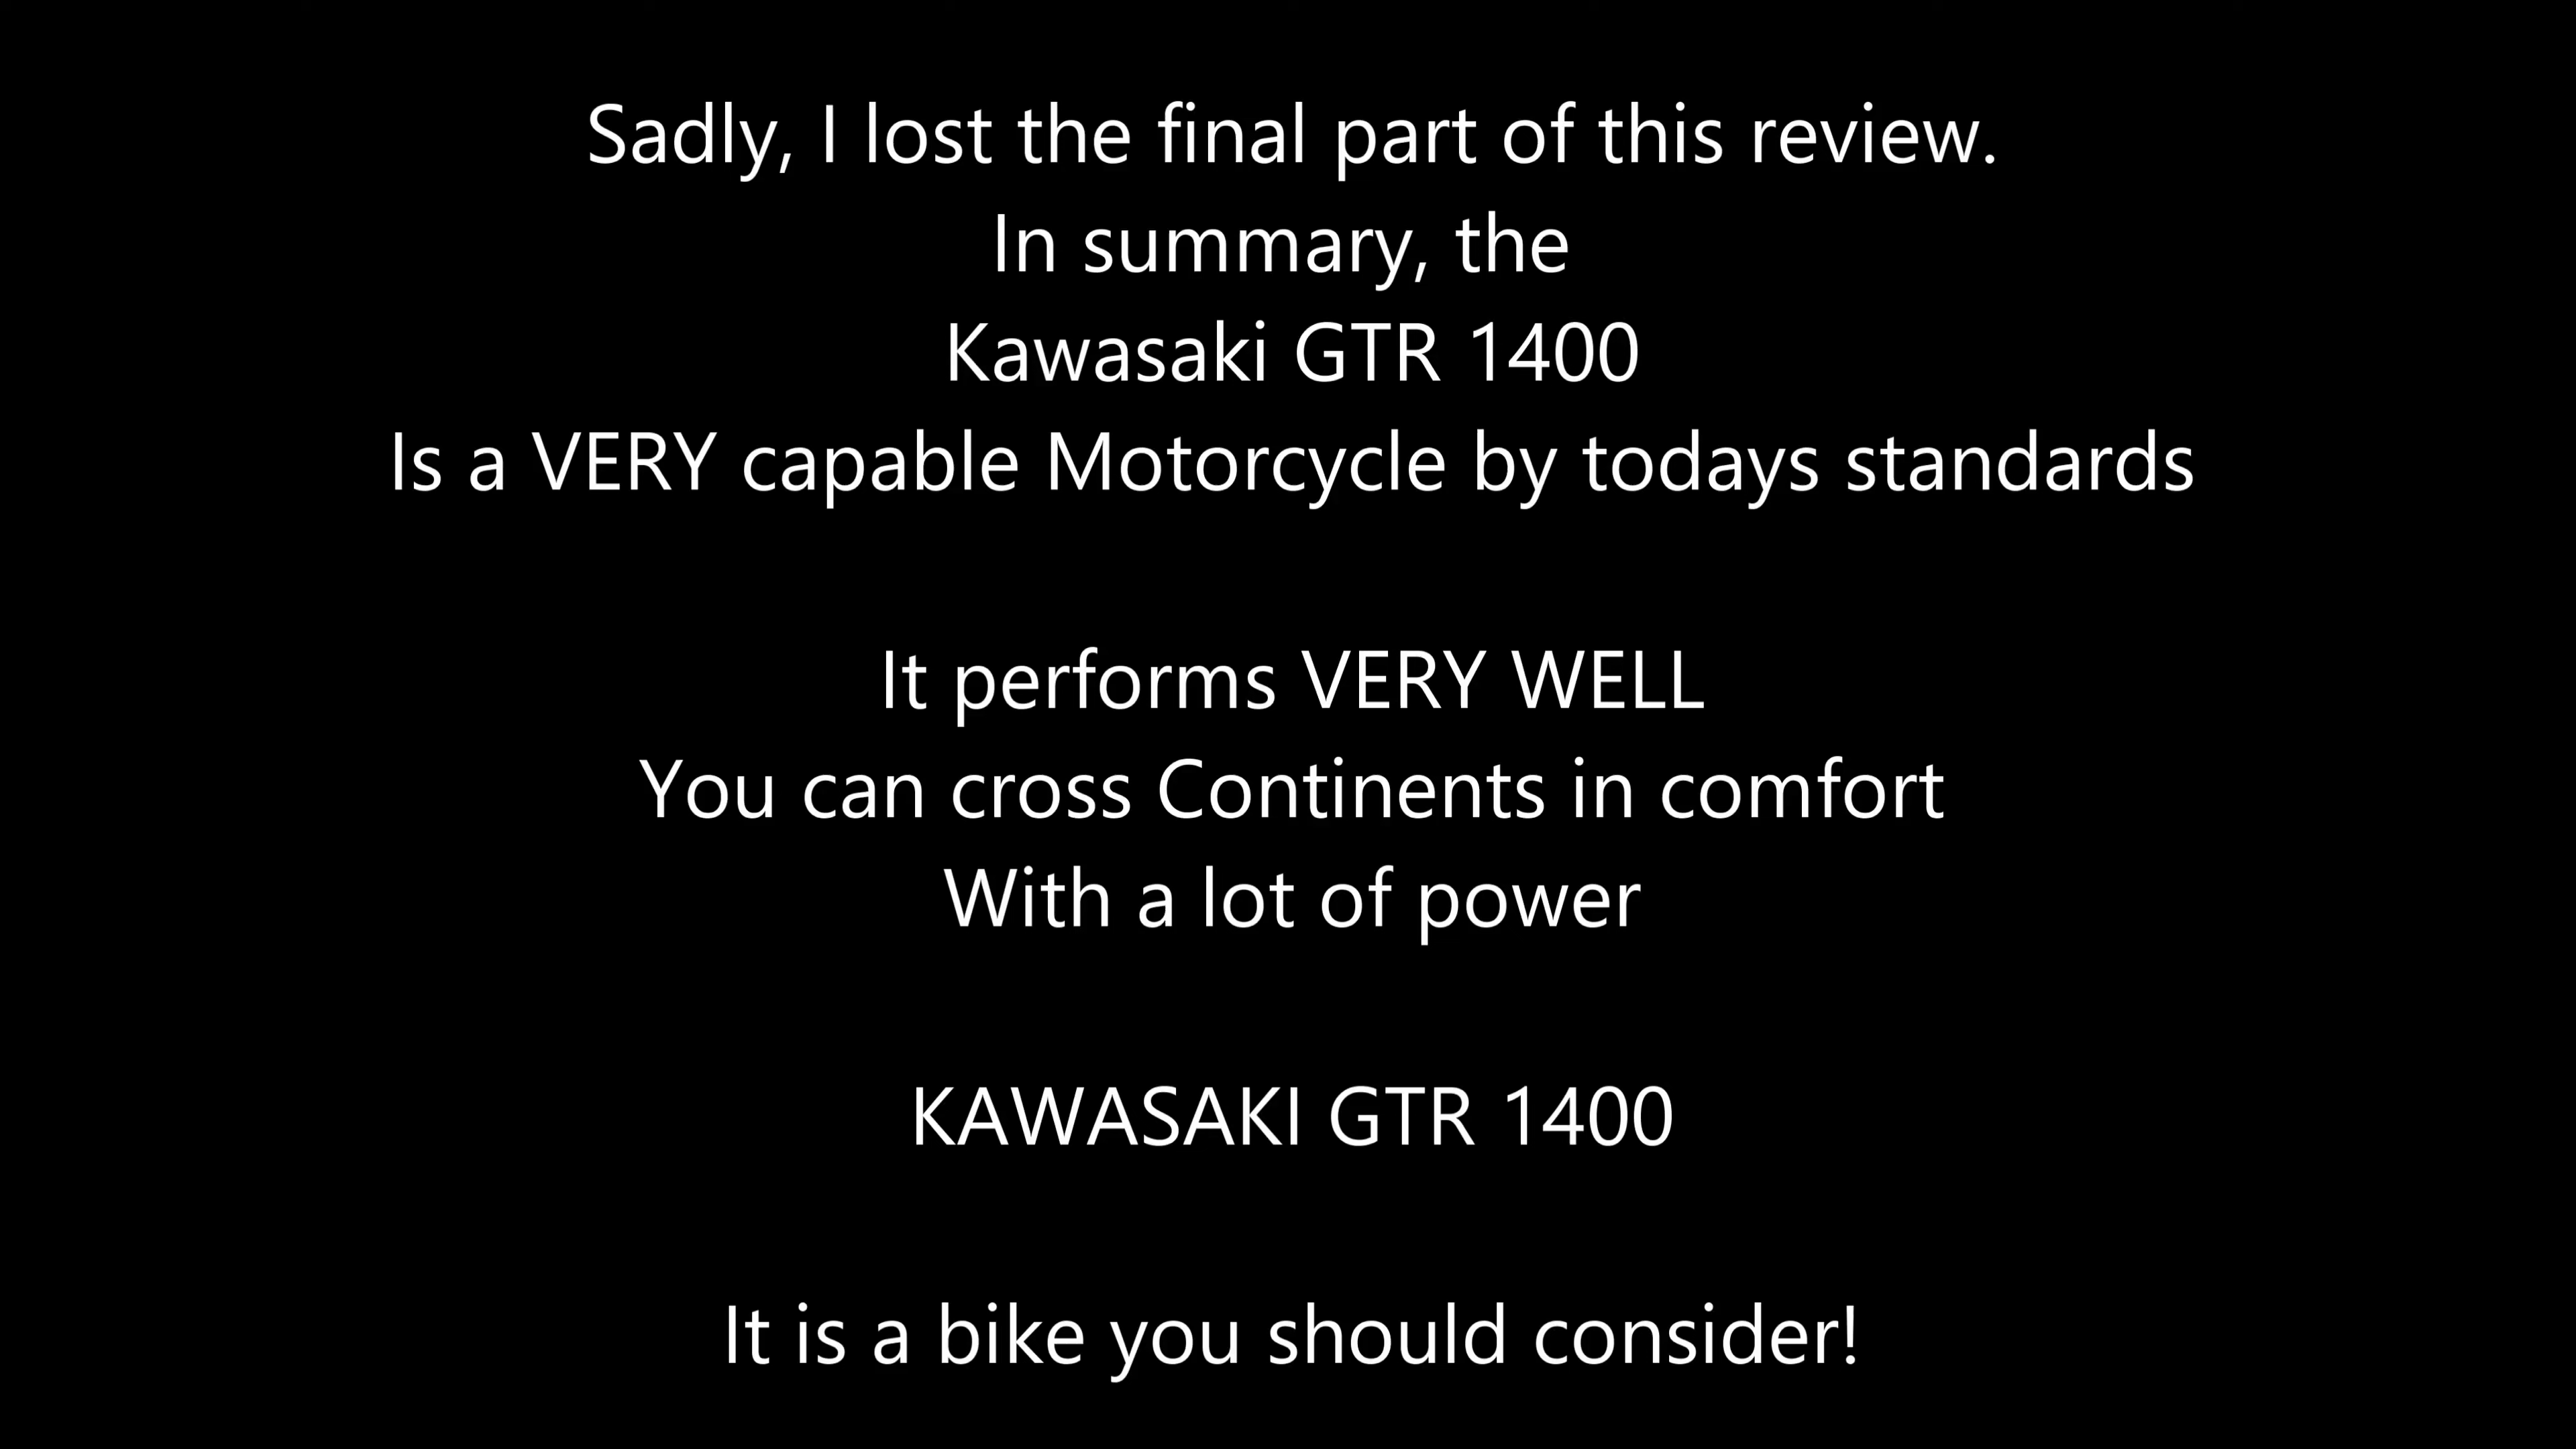 Sadly, I lost the final part of this review.
In summary, the
Kawasaki GTR 1400
Is a VERY capable Motorcycle by todays standards
It performs VERY WELL
You can cross Continents in comfort
With a lot of power
KAWASAKI GTR 1400
It is a bike you should consider!